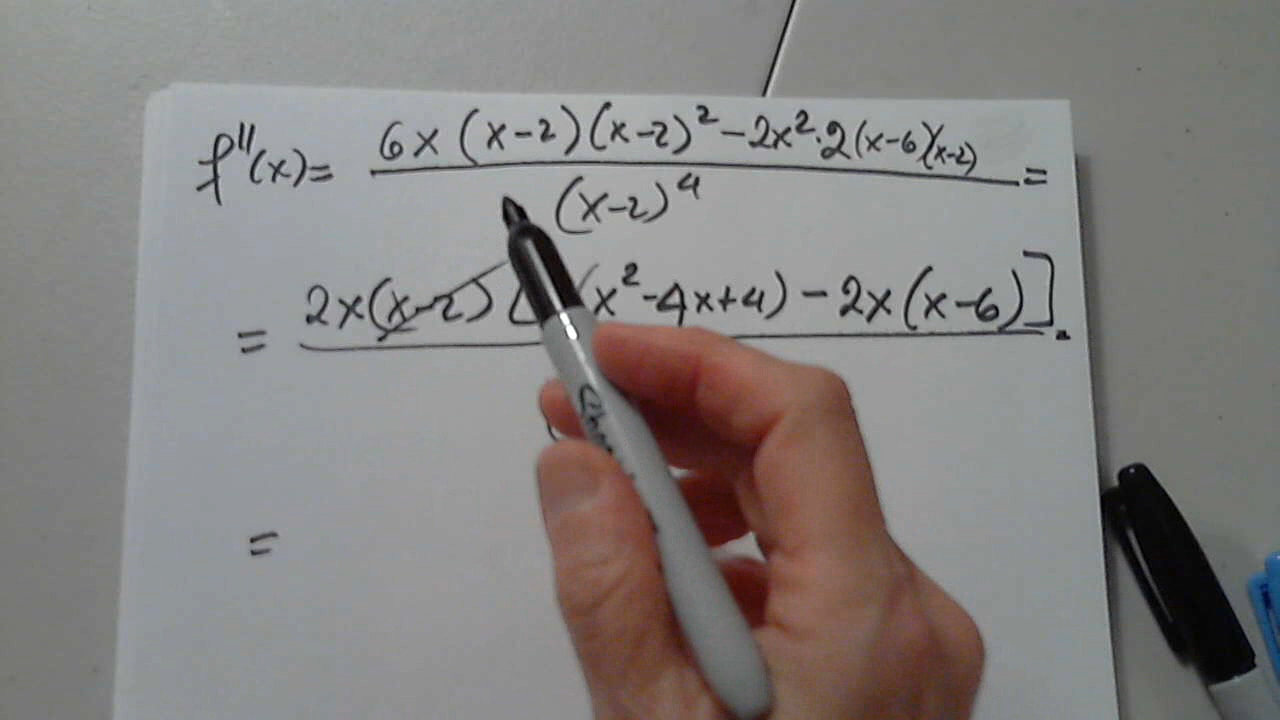 f''(x)= 6x(x-2)(x-2)²-2x²·2(x-6)(x-2) =
(x-2)⁴
= 2x(x-2)[ (x²-4x+4)-2x(x-6)].
=